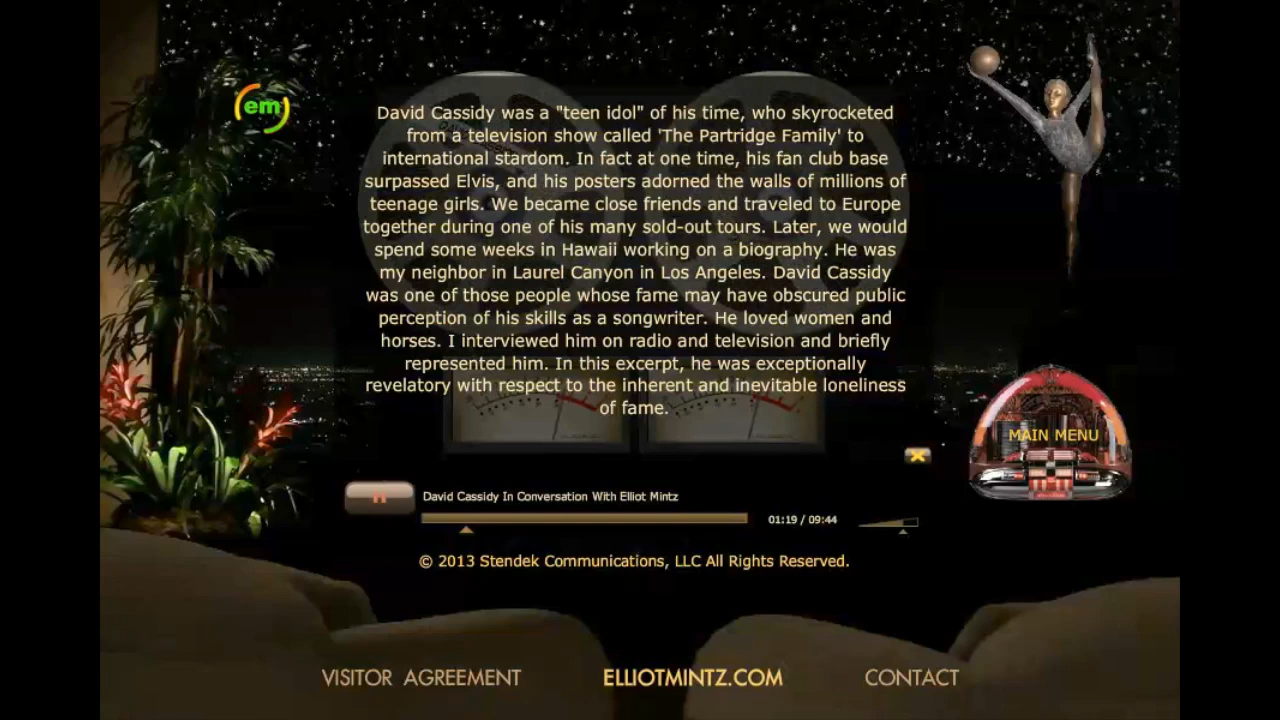 em
David Cassidy was a "teen idol" of his time, who skyrocketed
from a television show called 'The Partridge Family' to
international stardom. In fact at one time, his fan club base
surpassed Elvis, and his posters adorned the walls of millions of
teenage girls. We became close friends and traveled to Europe
together during one of his many sold-out tours. Later, we would
spend some weeks in Hawaii working on a biography. He was
my neighbor in Laurel Canyon in Los Angeles. David Cassidy
was one of those people whose fame may have obscured public
perception of his skills as a songwriter. He loved women and
horses. I interviewed him on radio and television and briefly
represented him. In this excerpt, he was exceptionally
revelatory with respect to the inherent and inevitable loneliness
of fame.
MAIN MENU
David Cassidy In Conversation With Elliot Mintz
01:19 / 09:44
© 2013 Stendek Communications, LLC All Rights Reserved.
VISITOR AGREEMENT
ELLIOTMINTZ.COM
CONTACT